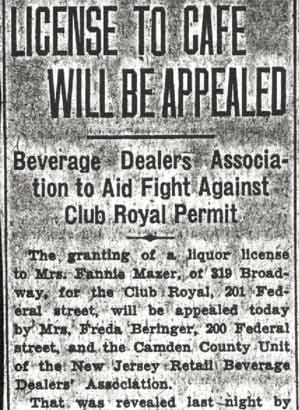 LICENSE TO CAFE
WILL BE APPEALED
Beverage Dealers Associa-
tion to Aid Fight Against
Club Royal Permit
The granting of a liquor license
to Mrs. Fannie Mazer, of 319 Broad-
way, for the Club Royal, 201 Fed-
eral street, will be appealed today
by Mrs. Freda Beringer, 200 Federal
street, and the Camden County Unit
of the New Jersey Retail Beverage
Dealers' Association.
That was revealed last night by